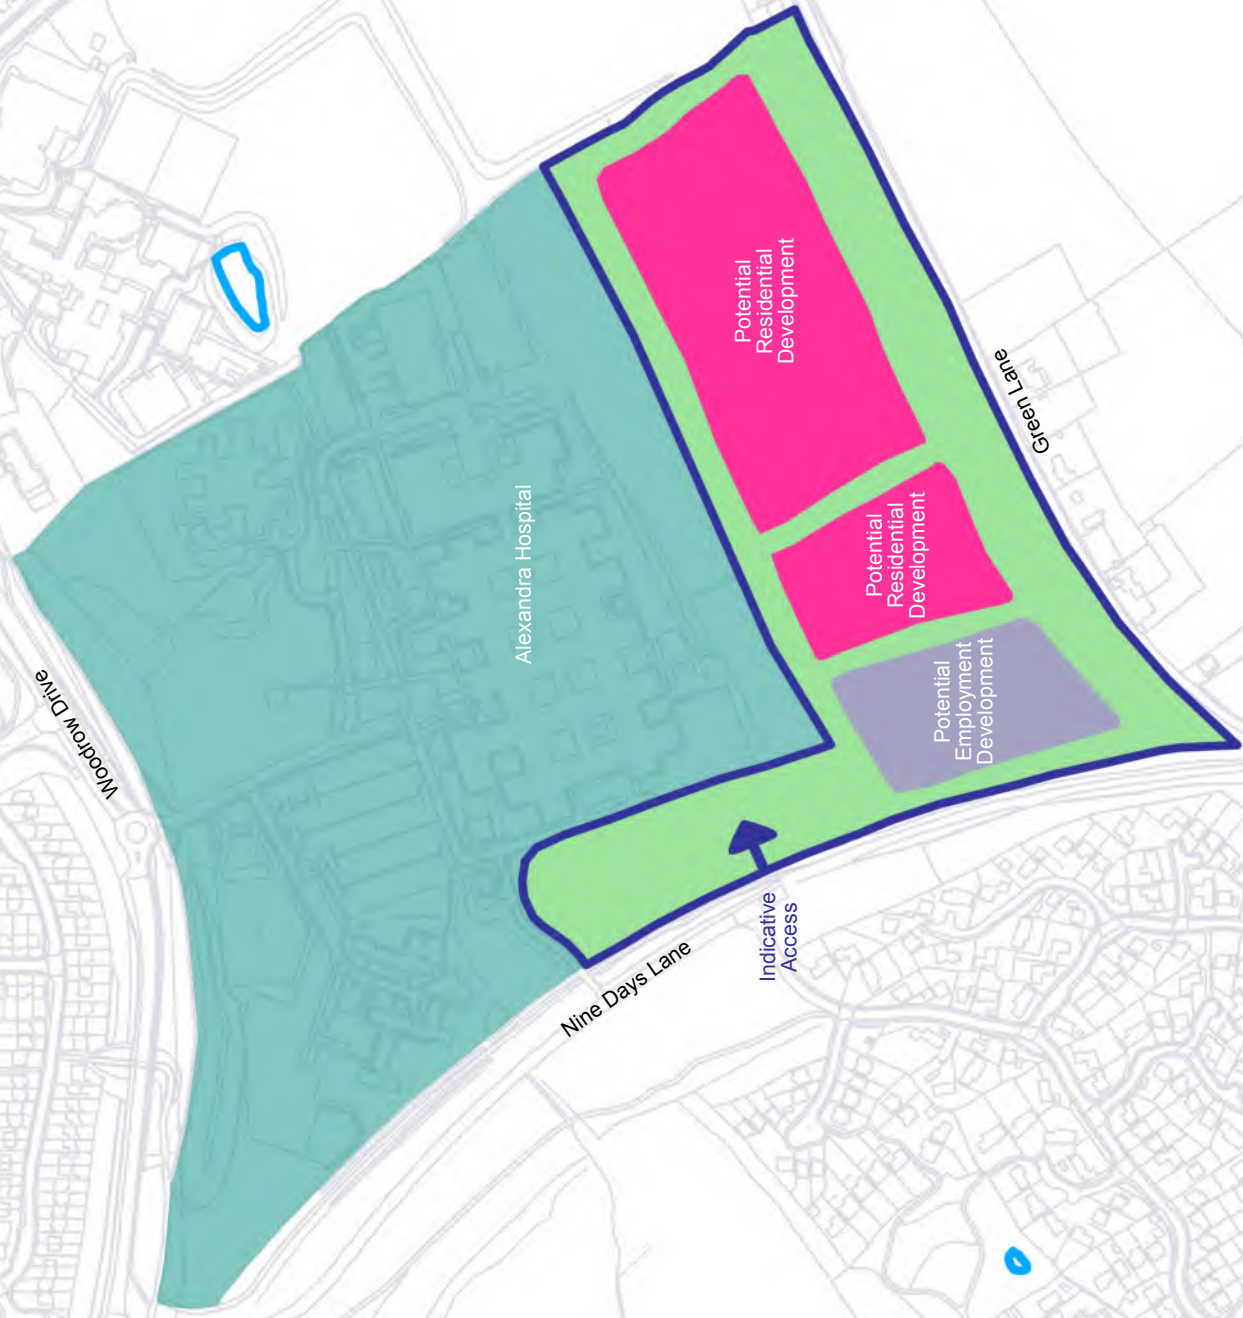 Woodrow Drive
Alexandra Hospital
Potential
Residential
Development
Green Lane
Potential
Residential
Development
Potential
Employment
Development
Indicative
Access
Nine Days Lane